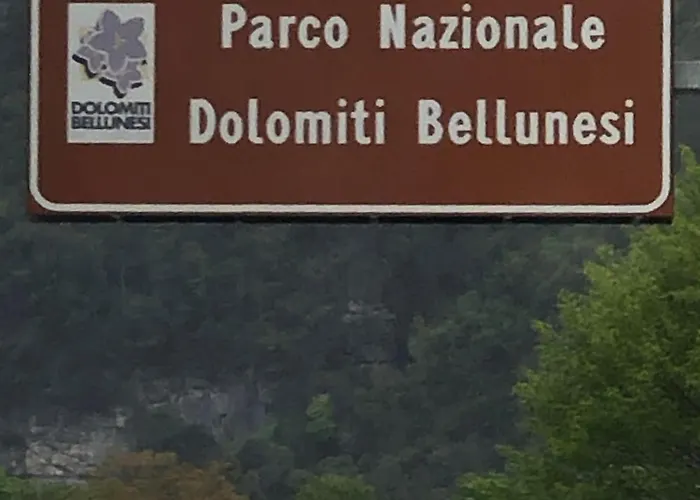 Parco Nazionale
Dolomiti Bellunesi
DOLOMITI
BELLUNESI